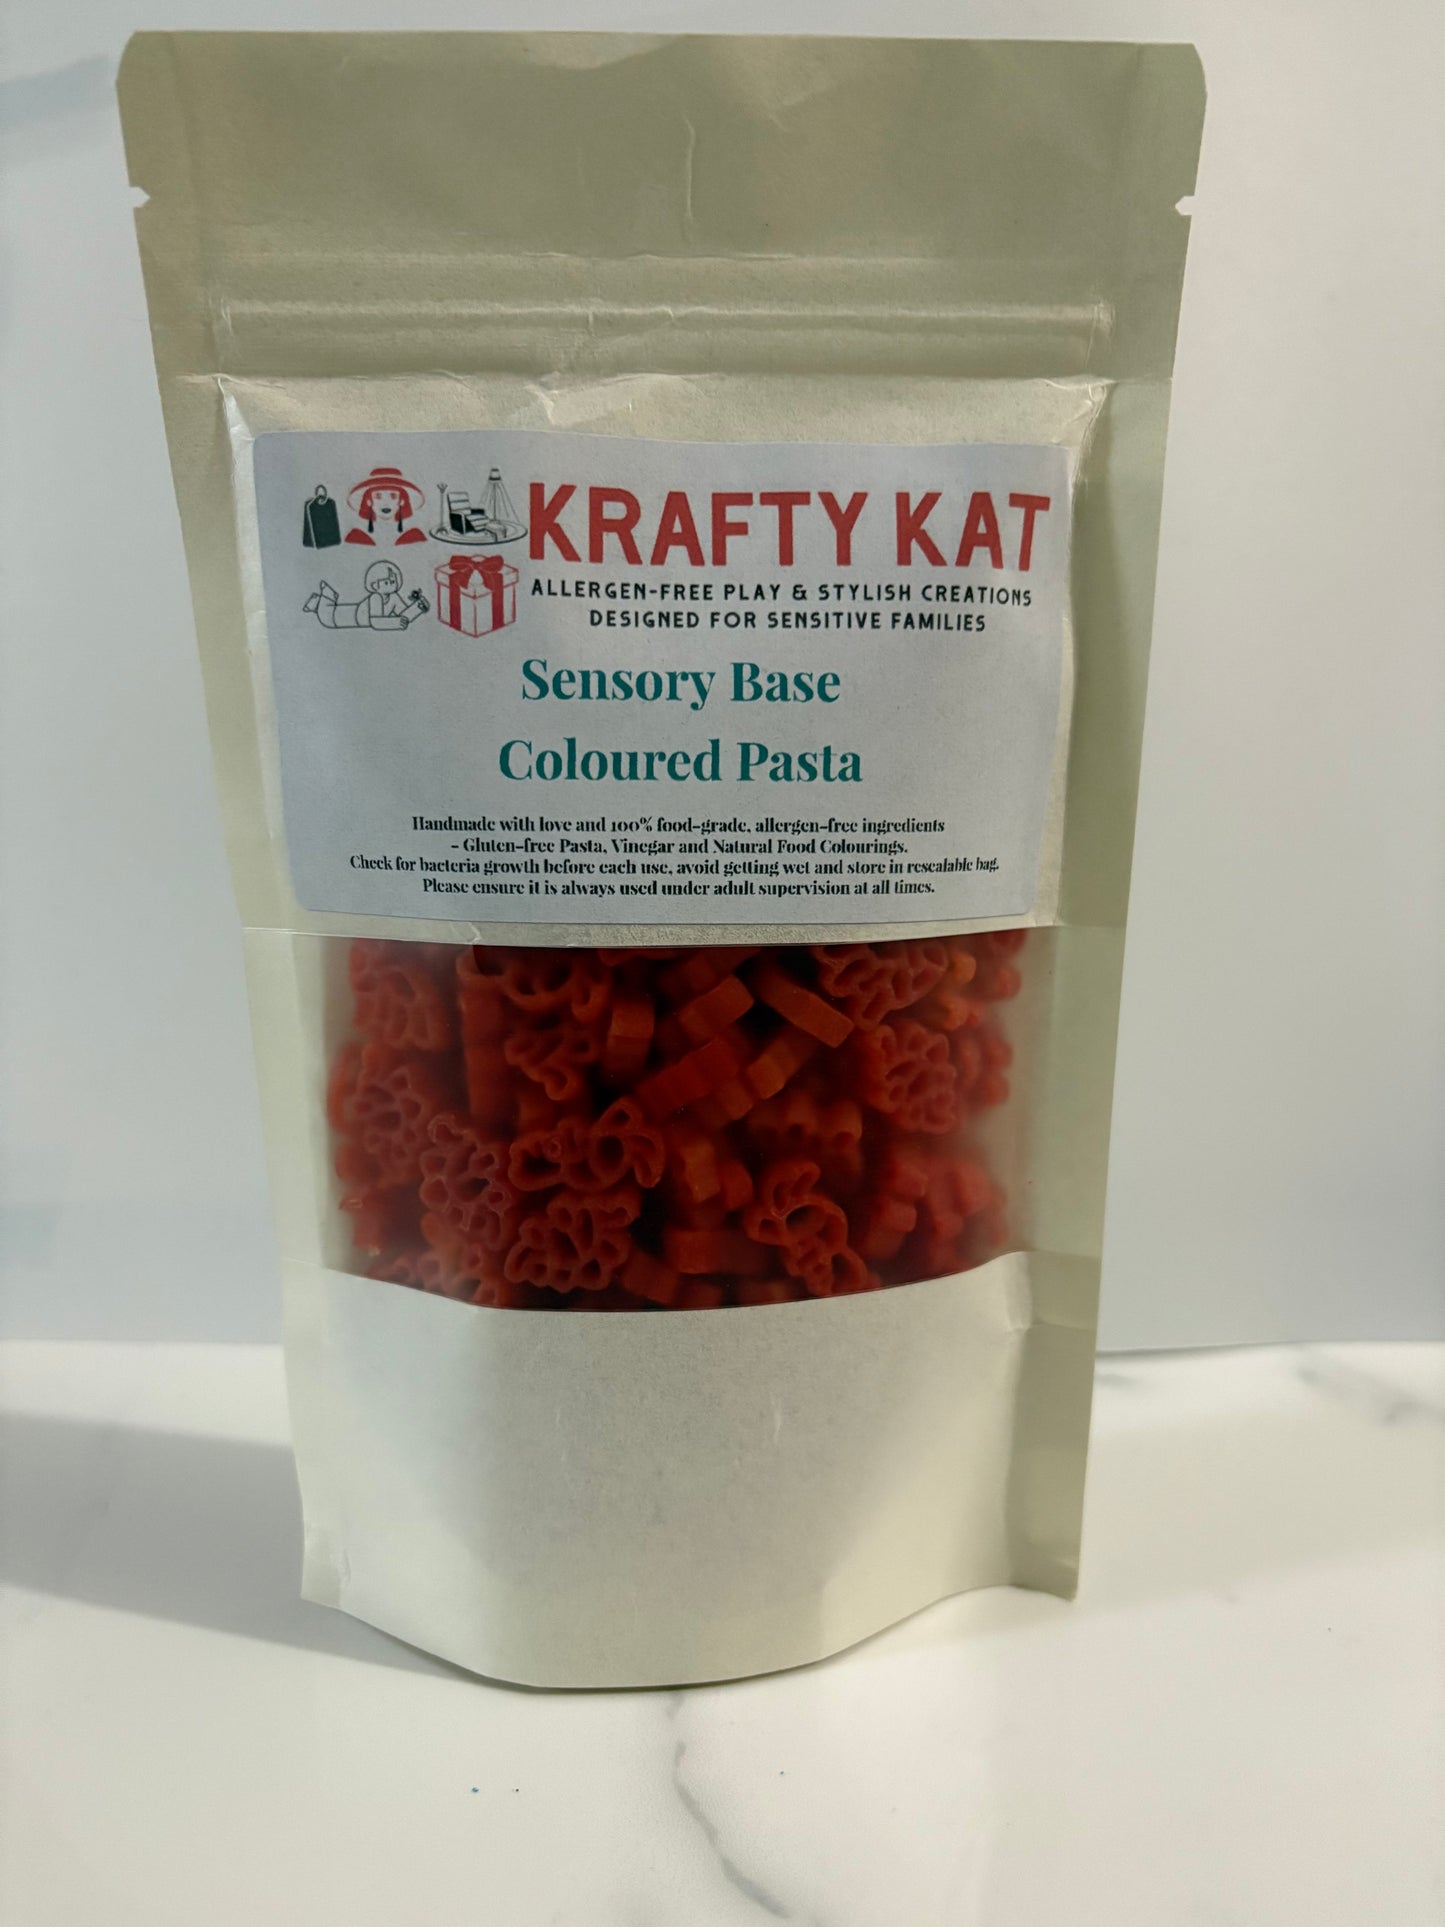 KRAFTY KAT
ALLERGEN-FREE PLAY & STYLISH CREATIONS
DESIGNED FOR SENSITIVE FAMILIES
Sensory Base
Coloured Pasta
Handmade with love and 100% food-grade, allergen-free ingredients
- Gluten-free Pasta, Vinegar and Natural Food Colourings.
Check for bacteria growth before each use, avoid getting wet and store in resealable bag.
Please ensure it is always used under adult supervision at all times.